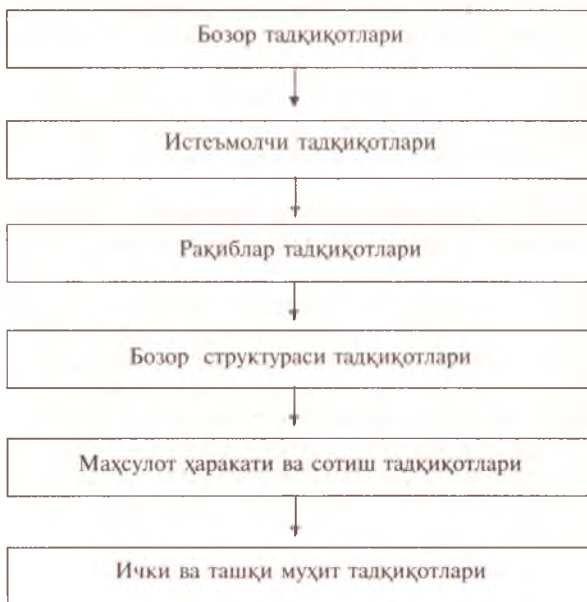 Бозор тадқиқотлари
Истеъмолчи тадқиқотлари
Рақиблар тадқиқотлари
Бозор структураси тадқиқотлари
Маҳсулот ҳаракати ва сотиш тадқиқотлари
Ички ва ташқи муҳит тадқиқотлари